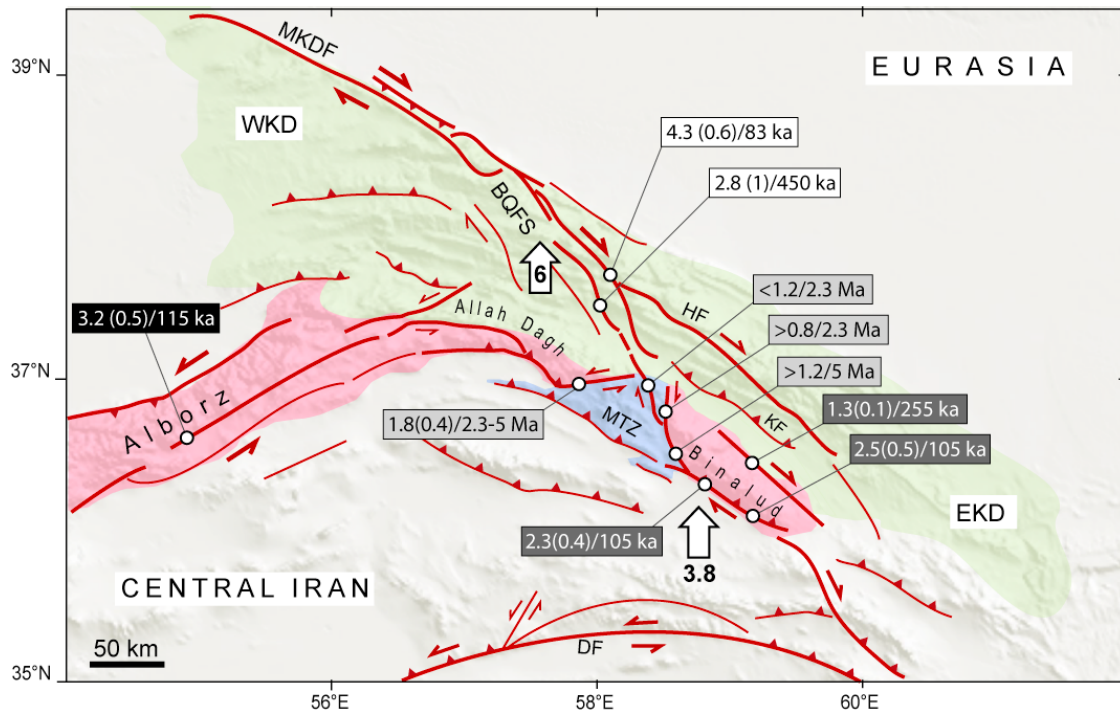 39°N
MKDF
EURASIA
WKD
4.3 (0.6)/83 ka
2.8 (1)/450 ka
BQFS
6
<1.2/2.3 Ma
3.2 (0.5)/115 ka
Allah Dagh
HF
>0.8/2.3 Ma
37°N
>1.2/5 Ma
Alborz
1.8(0.4)/2.3-5 Ma
MTZ
KF
1.3(0.1)/255 ka
Binalud
2.5(0.5)/105 ka
EKD
2.3(0.4)/105 ka
3.8
CENTRAL IRAN
50 km
DF
35°N
56°E
58°E
60°E